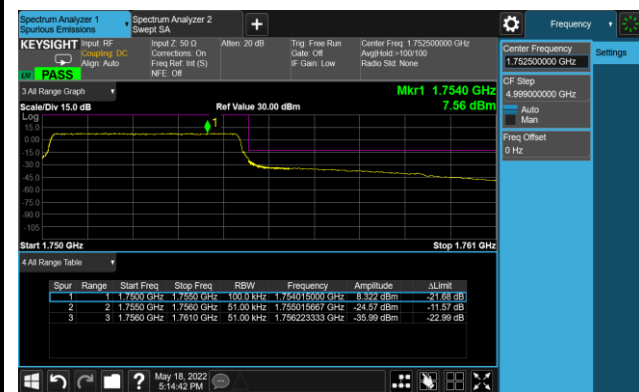 Spectrum Analyzer 1
Spurious Emissions
Spectrum Analyzer 2
Swept SA
+
Frequency
KEYSIGHT
Input: RF
Coupling: DC
Align: Auto
Input Z: 50 Ω
Corrections: On
Freq Ref: Int (S)
NFE: Off
Atten: 20 dB
Trig: Free Run
Gate: Off
IF Gain: Low
Center Freq: 1.752500000 GHz
Avg|Hold:>100/100
Radio Std: None
PASS
Center Frequency
1.752500000 GHz
Settings
CF Step
4.999000000 GHz
Auto
Man
Freq Offset
0 Hz
3 All Range Graph
Mkr1 1.7540 GHz
Scale/Div 15.0 dB
Ref Value 30.00 dBm
7.56 dBm
Log
15.0
0.00
-15.0
-30.0
-45.0
-60.0
-75.0
-90.0
-105
1
Start 1.750 GHz
Stop 1.761 GHz
4 All Range Table
Spur Range Start Freq Stop Freq RBW Frequency Amplitude ΔLimit
1 1 1.7500 GHz 1.7550 GHz 100.0 kHz 1.754015000 GHz 8.322 dBm -21.68 dB
2 2 1.7550 GHz 1.7560 GHz 51.00 kHz 1.755015667 GHz -24.57 dBm -11.57 dB
3 3 1.7560 GHz 1.7610 GHz 51.00 kHz 1.756223333 GHz -35.99 dBm -22.99 dB
?
May 18, 2022
5:14:42 PM